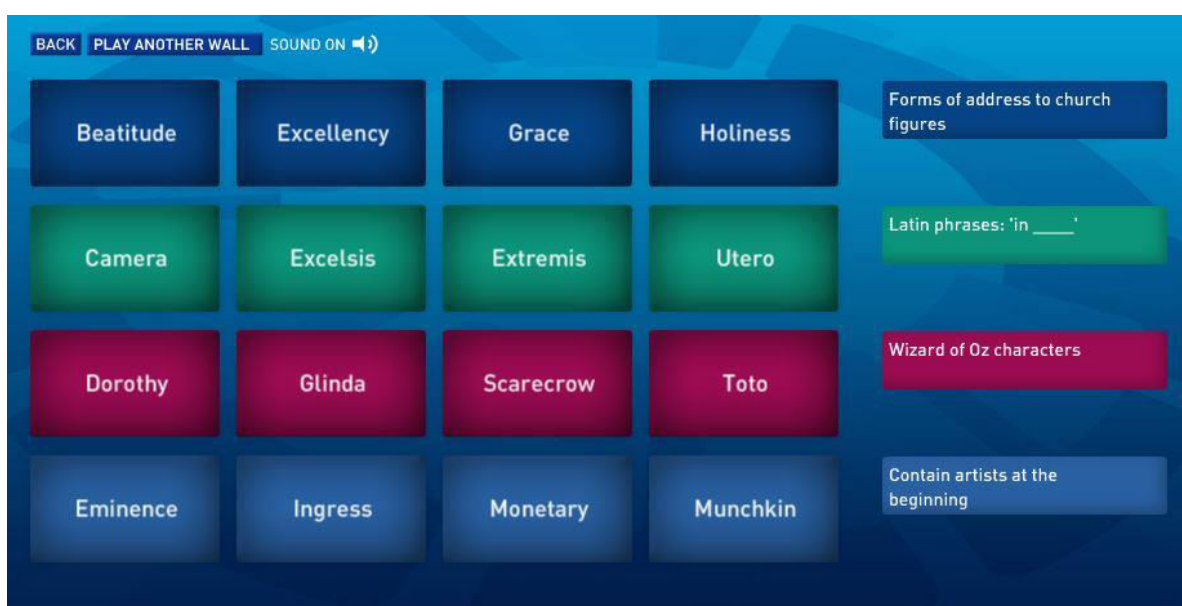 BACK PLAY ANOTHER WALL SOUND ON
Beatitude Excellency Grace Holiness
Forms of address to church
figures
Camera Excelsis Extremis Utero
Latin phrases: 'in ____'
Dorothy Glinda Scarecrow Toto
Wizard of Oz characters
Eminence Ingress Monetary Munchkin
Contain artists at the
beginning